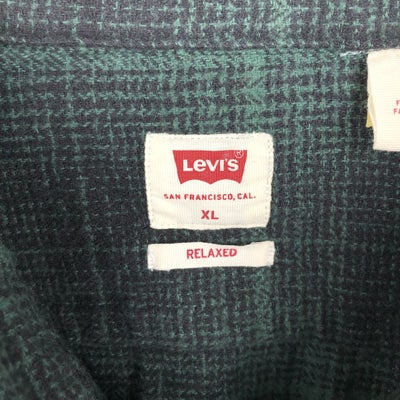 Levi's®
SAN FRANCISCO, CAL.
XL
RELAXED